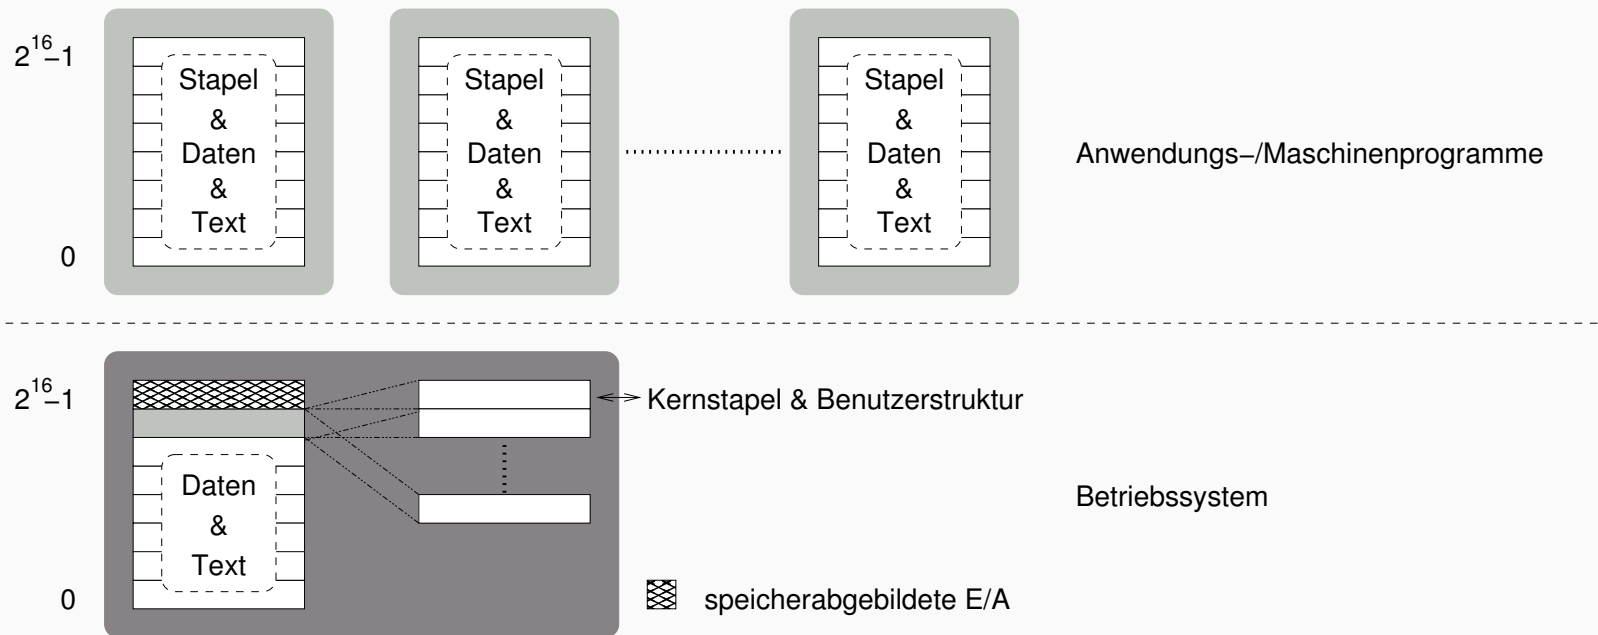 2^16–1
Stapel
&
Daten
&
Text
0
Stapel
&
Daten
&
Text
Stapel
&
Daten
&
Text
Anwendungs–/Maschinenprogramme
2^16–1
Daten
&
Text
0
Kernstapel & Benutzerstruktur
Betriebssystem
speicherabgebildete E/A